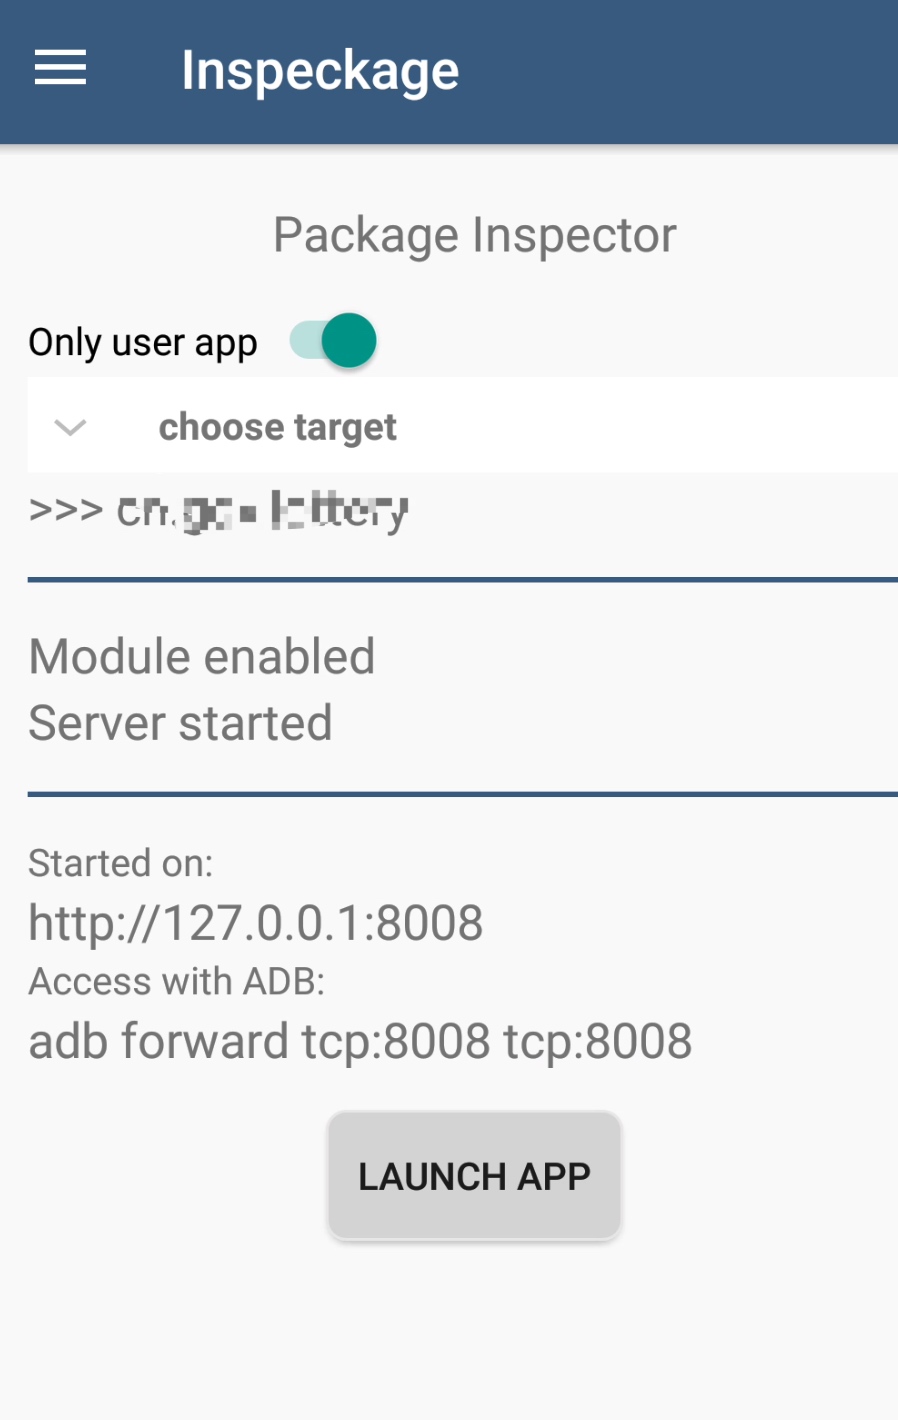 Inspeckage
Package Inspector
Only user app
choose target
>>>
Module enabled
Server started
Started on:
http://127.0.0.1:8008
Access with ADB:
adb forward tcp:8008 tcp:8008
LAUNCH APP